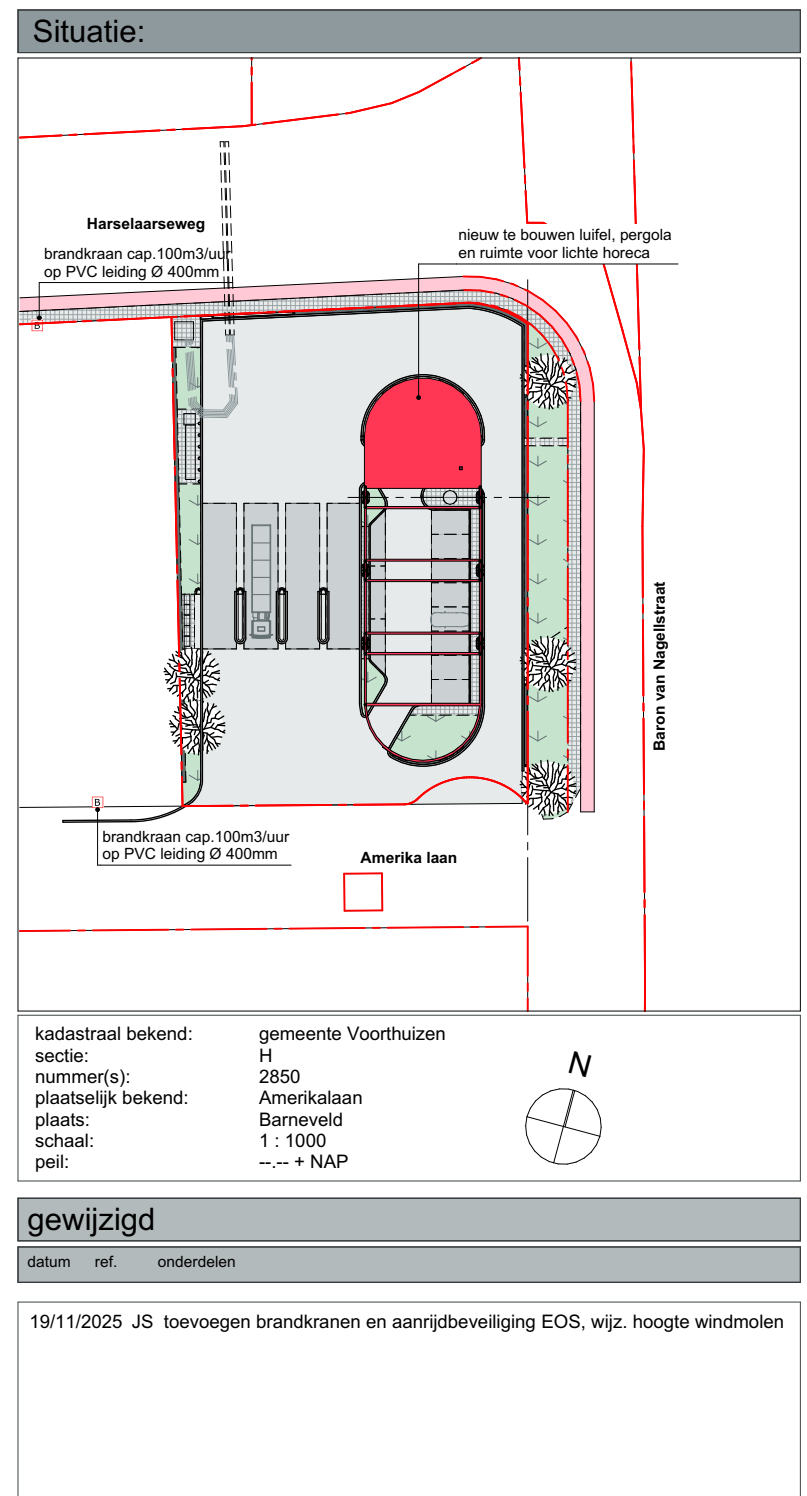 Situatie:
Harselaarseweg
brandkraan cap.100m3/uur
op PVC leiding Ø 400mm
nieuw te bouwen luifel, pergola
en ruimte voor lichte horeca
B
Baron van Nagellstraat
B
brandkraan cap.100m3/uur
op PVC leiding Ø 400mm
Amerika laan
kadastraal bekend: gemeente Voorthuizen
sectie: H
nummer(s): 2850
plaatselijk bekend: Amerikalaan
plaats: Barneveld
schaal: 1 : 1000
peil: --.-- + NAP
N
gewijzigd
datum ref. onderdelen
19/11/2025 JS toevoegen brandkranen en aanrijdbeveiliging EOS, wijz. hoogte windmolen